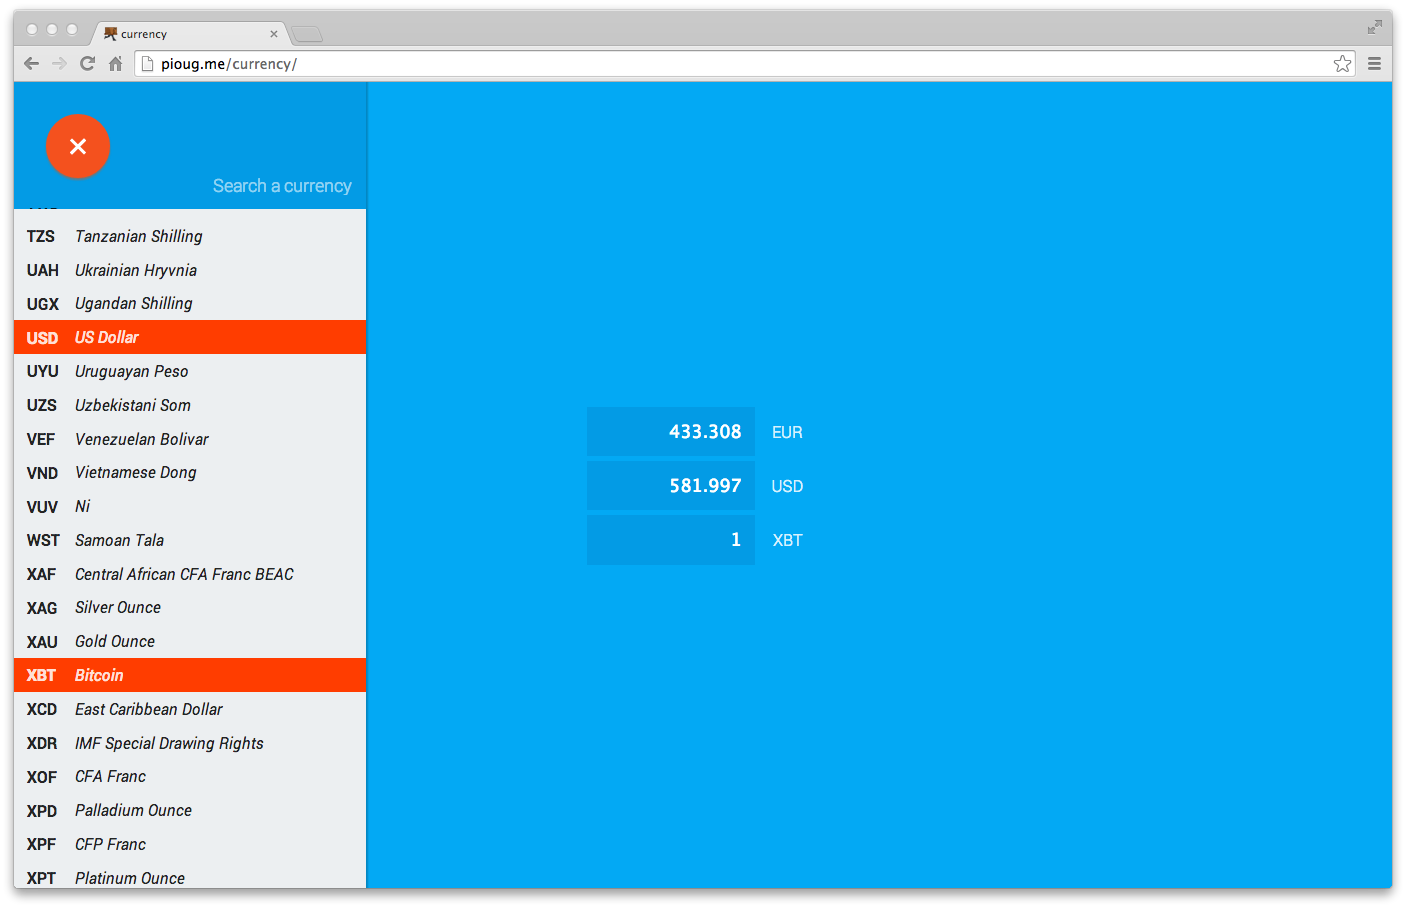 currency
pioug.me/currency/
Search a currency
TZS Tanzanian Shilling
UAH Ukrainian Hryvnia
UGX Ugandan Shilling
USD US Dollar
UYU Uruguayan Peso
UZS Uzbekistani Som
VEF Venezuelan Bolivar
VND Vietnamese Dong
VUV Ni
WST Samoan Tala
XAF Central African CFA Franc BEAC
XAG Silver Ounce
XAU Gold Ounce
XBT Bitcoin
XCD East Caribbean Dollar
XDR IMF Special Drawing Rights
XOF CFA Franc
XPD Palladium Ounce
XPF CFP Franc
XPT Platinum Ounce
433.308 EUR
581.997 USD
1 XBT